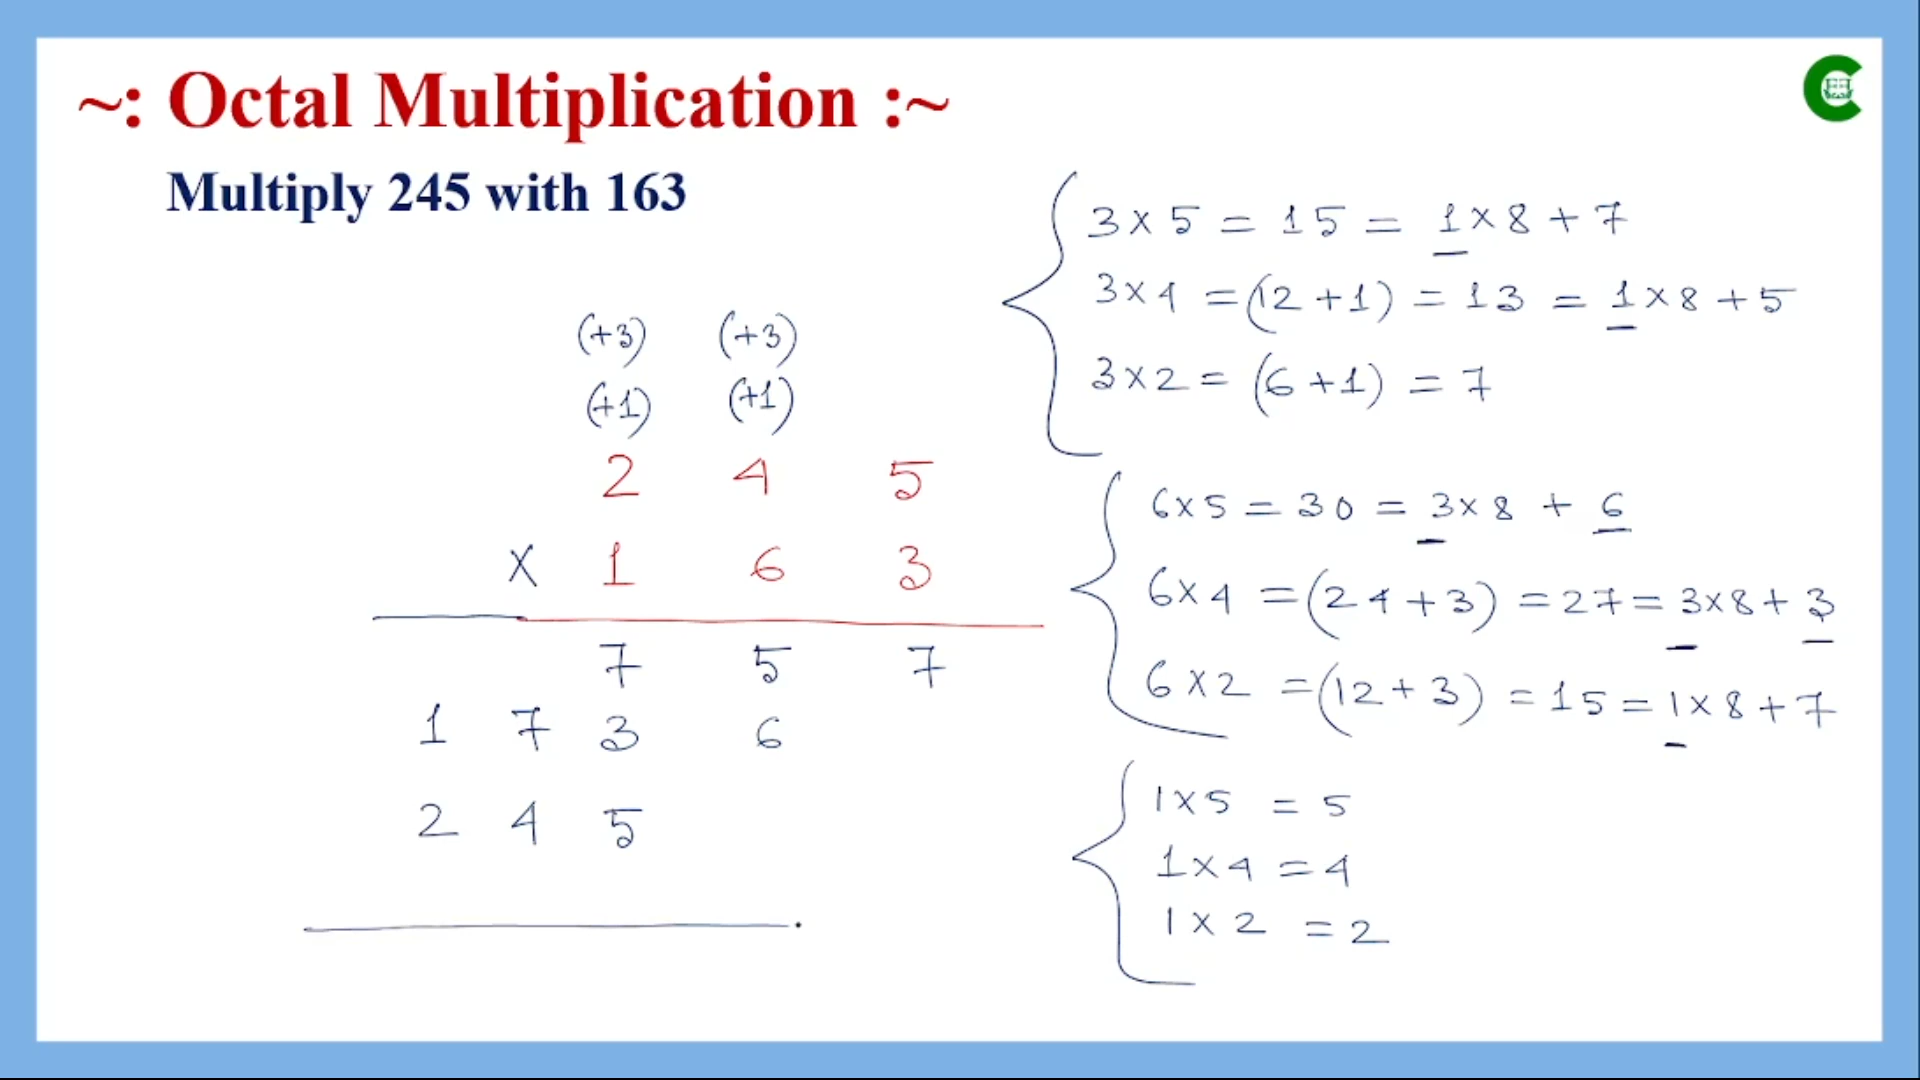 ~: Octal Multiplication :~
Multiply 245 with 163
(+3) (+3)
(+1) (+1)
2 4 5
X 1 6 3
7 5 7
1 7 3 6
2 4 5
3 x 5 = 15 = 1 x 8 + 7
3 x 4 = (12 + 1) = 13 = 1 x 8 + 5
3 x 2 = (6 + 1) = 7
6 x 5 = 30 = 3 x 8 + 6
6 x 4 = (24 + 3) = 27 = 3 x 8 + 3
6 x 2 = (12 + 3) = 15 = 1 x 8 + 7
1 x 5 = 5
1 x 4 = 4
1 x 2 = 2